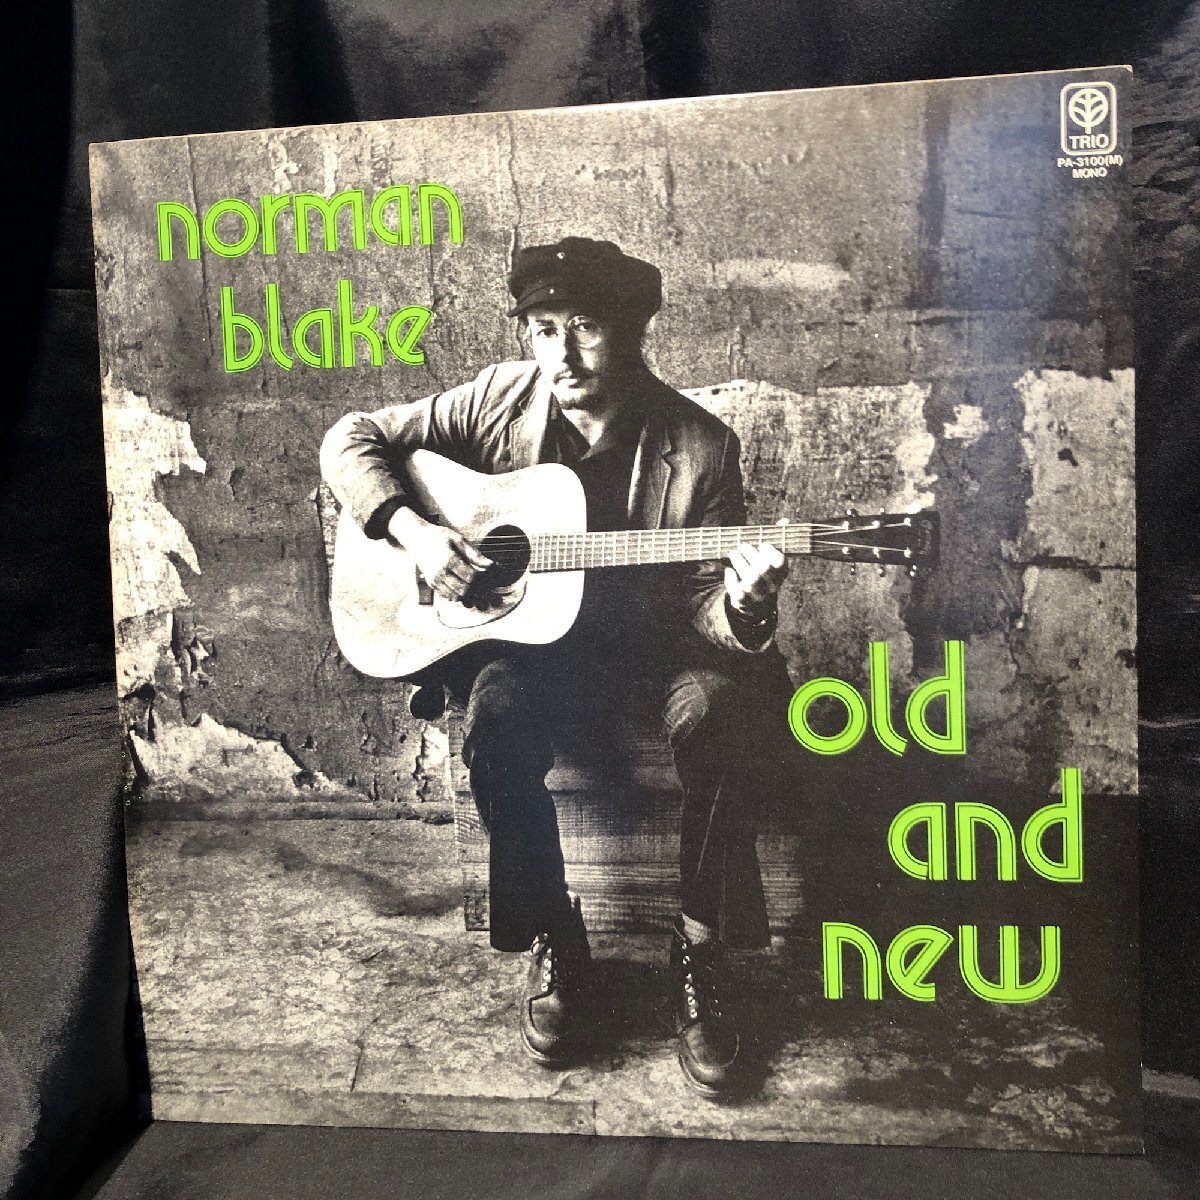 TRIO
PA-3100(M)
MONO
norman
blake
old
and
new